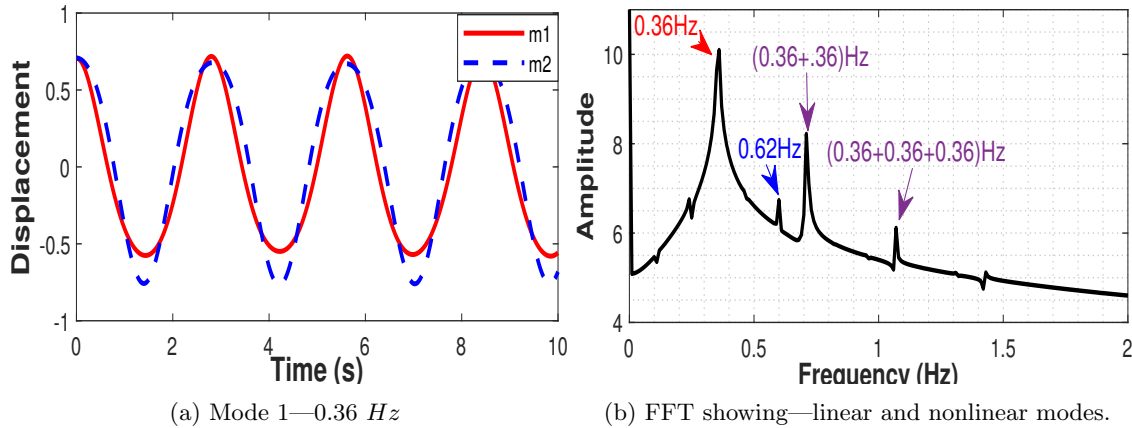 1
0.5
0
-0.5
-1
Displacement
m1
m2
0 2 4 6 8 10
Time (s)
(a) Mode 1—0.36 Hz
10
8
6
4
Amplitude
0.36Hz
(0.36+.36)Hz
0.62Hz
(0.36+0.36+0.36)Hz
0 0.5 1 1.5 2
Frequency (Hz)
(b) FFT showing—linear and nonlinear modes.